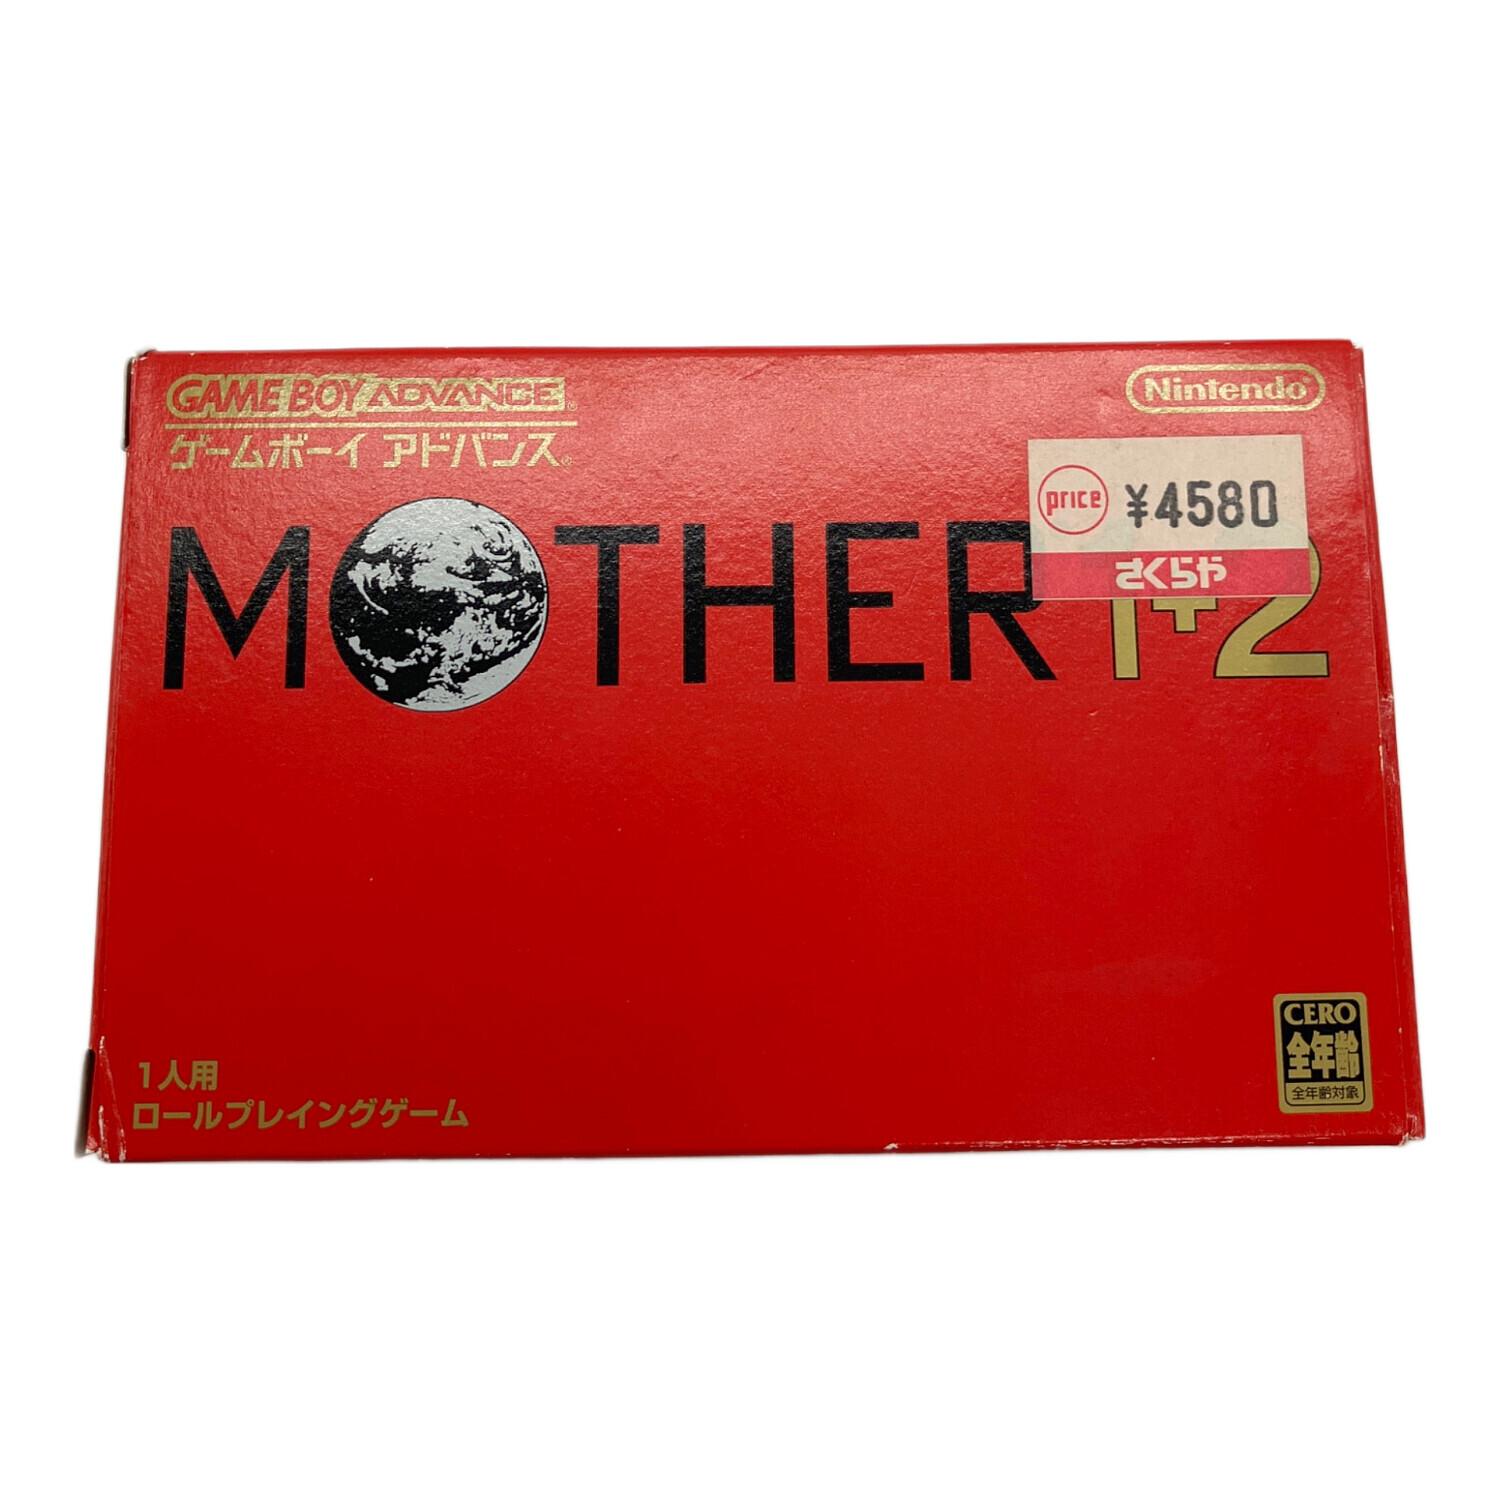 GAME BOY ADVANCE
ゲームボーイ アドバンス
Nintendo
price ¥4580
さくらや
MOTHER 1+2
1人用
ロールプレイングゲーム
CERO
全年齢
全年齢対象